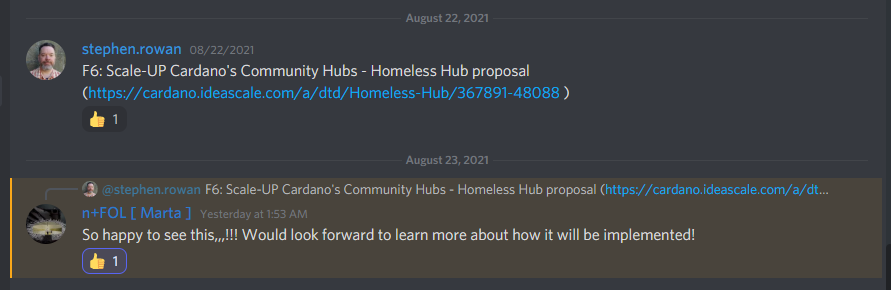 August 22, 2021
stephen.rowan 08/22/2021
F6: Scale-UP Cardano's Community Hubs - Homeless Hub proposal
(https://cardano.ideascale.com/a/dtd/Homeless-Hub/367891-48088 )
👍 1
August 23, 2021
@stephen.rowan F6: Scale-UP Cardano's Community Hubs - Homeless Hub proposal (https://cardano.ideascale.com/a/dt...
n+FOL [ Marta ] Yesterday at 1:53 AM
So happy to see this,,,!!! Would look forward to learn more about how it will be implemented!
👍 1